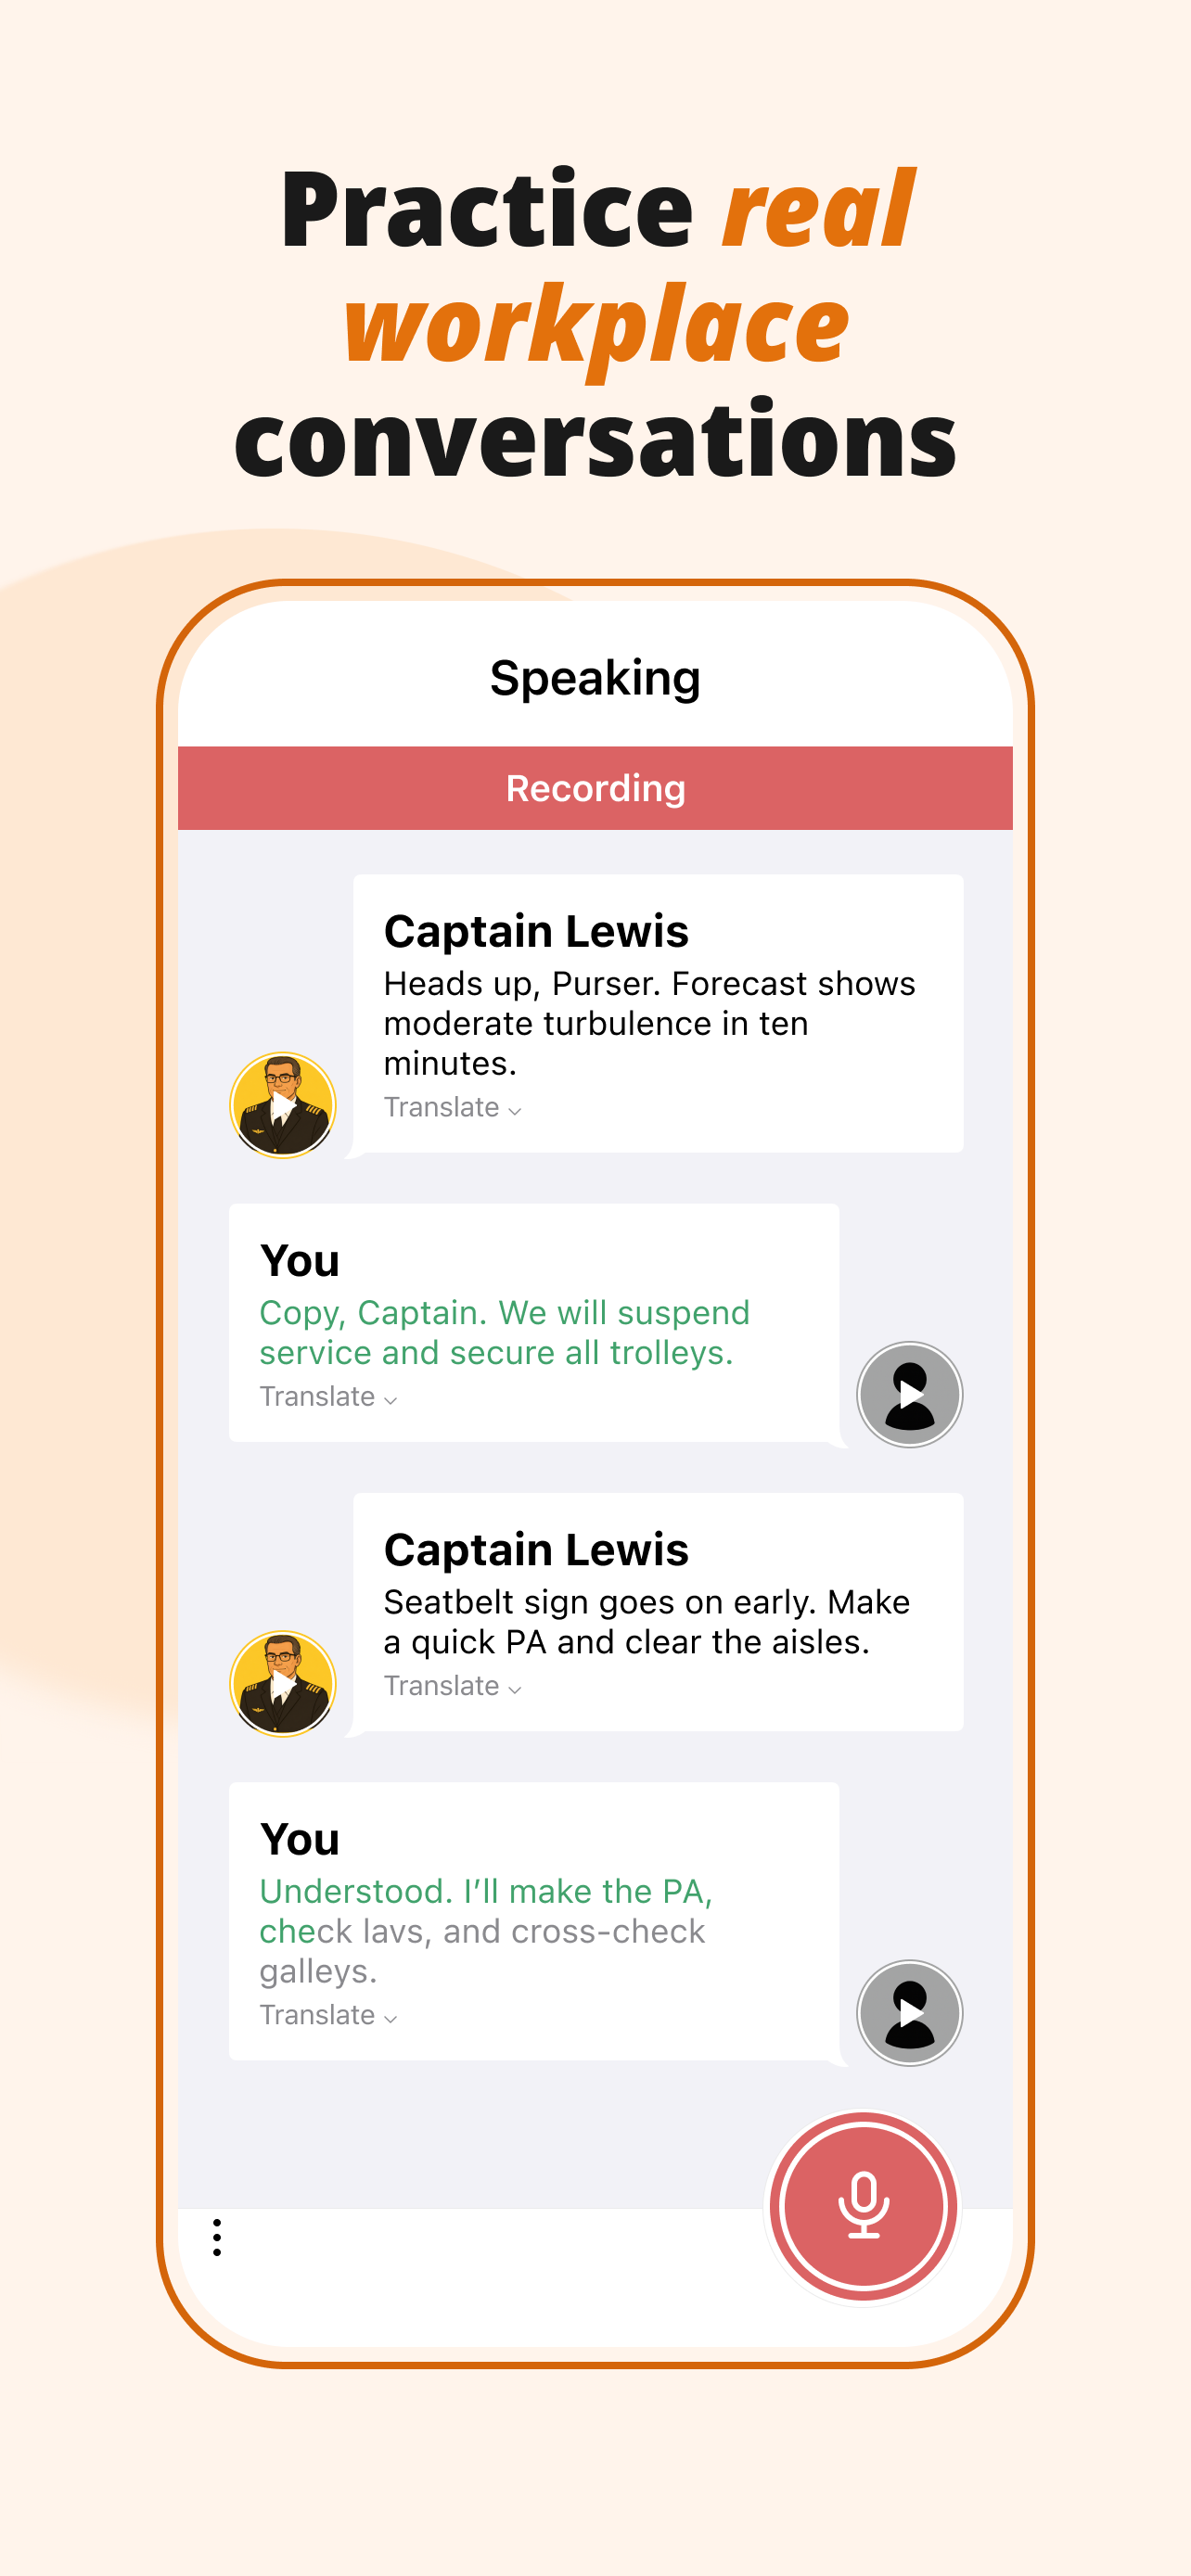 Practice real
workplace
conversations
Speaking
Recording
Captain Lewis
Heads up, Purser. Forecast shows
moderate turbulence in ten
minutes.
Translate
You
Copy, Captain. We will suspend
service and secure all trolleys.
Translate
Captain Lewis
Seatbelt sign goes on early. Make
a quick PA and clear the aisles.
Translate
You
Understood. I’ll make the PA,
check lavs, and cross-check
galleys.
Translate